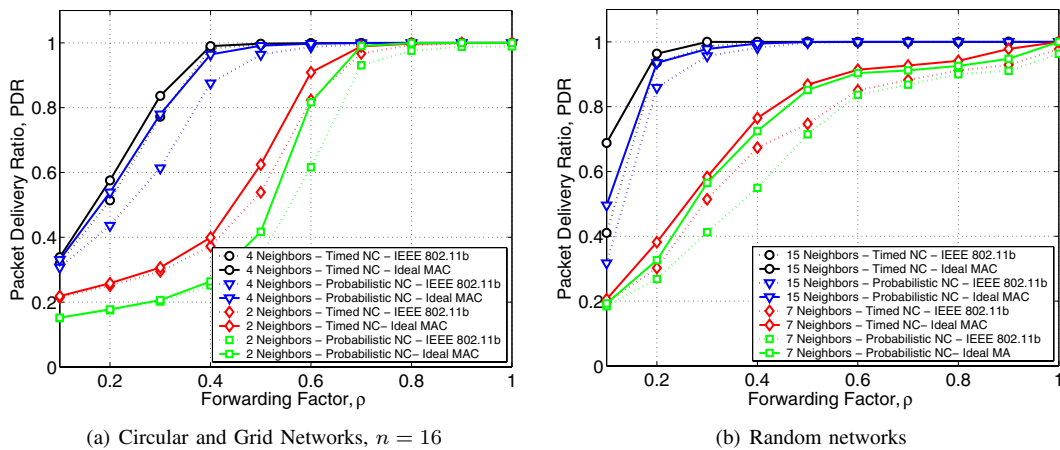 Packet Delivery Ratio, PDR
1
0.8
0.6
0.4
0.2
0
4 Neighbors – Timed NC – IEEE 802.11b
4 Neighbors – Timed NC – Ideal MAC
4 Neighbors – Probabilistic NC – IEEE 802.11b
4 Neighbors – Probabilistic NC – Ideal MAC
2 Neighbors – Timed NC – IEEE 802.11b
2 Neighbors – Timed NC– Ideal MAC
2 Neighbors – Probabilistic NC – IEEE 802.11b
2 Neighbors – Probabilistic NC– Ideal MAC
0.2 0.4 0.6 0.8 1
Forwarding Factor, ρ
(a) Circular and Grid Networks, n = 16
Packet Delivery Ratio, PDR
1
0.8
0.6
0.4
0.2
0
15 Neighbors – Timed NC – IEEE 802.11b
15 Neighbors – Timed NC – Ideal MAC
15 Neighbors – Probabilistic NC – IEEE 802.11b
15 Neighbors – Probabilistic NC – Ideal MAC
7 Neighbors – Timed NC – IEEE 802.11b
7 Neighbors – Timed NC– Ideal MAC
7 Neighbors – Probabilistic NC – IEEE 802.11b
7 Neighbors – Probabilistic NC– Ideal MA
0.2 0.4 0.6 0.8 1
Forwarding Factor, ρ
(b) Random networks